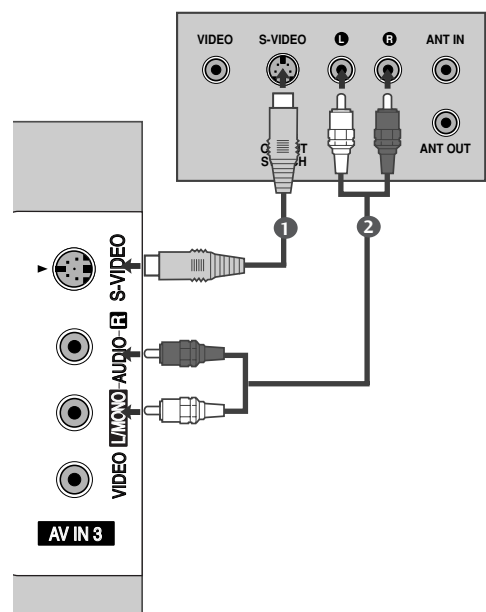 VIDEO S-VIDEO L R ANT IN
ANT OUT
1 2
S-VIDEO
L/MONO-AUDIO-R
VIDEO
AV IN 3